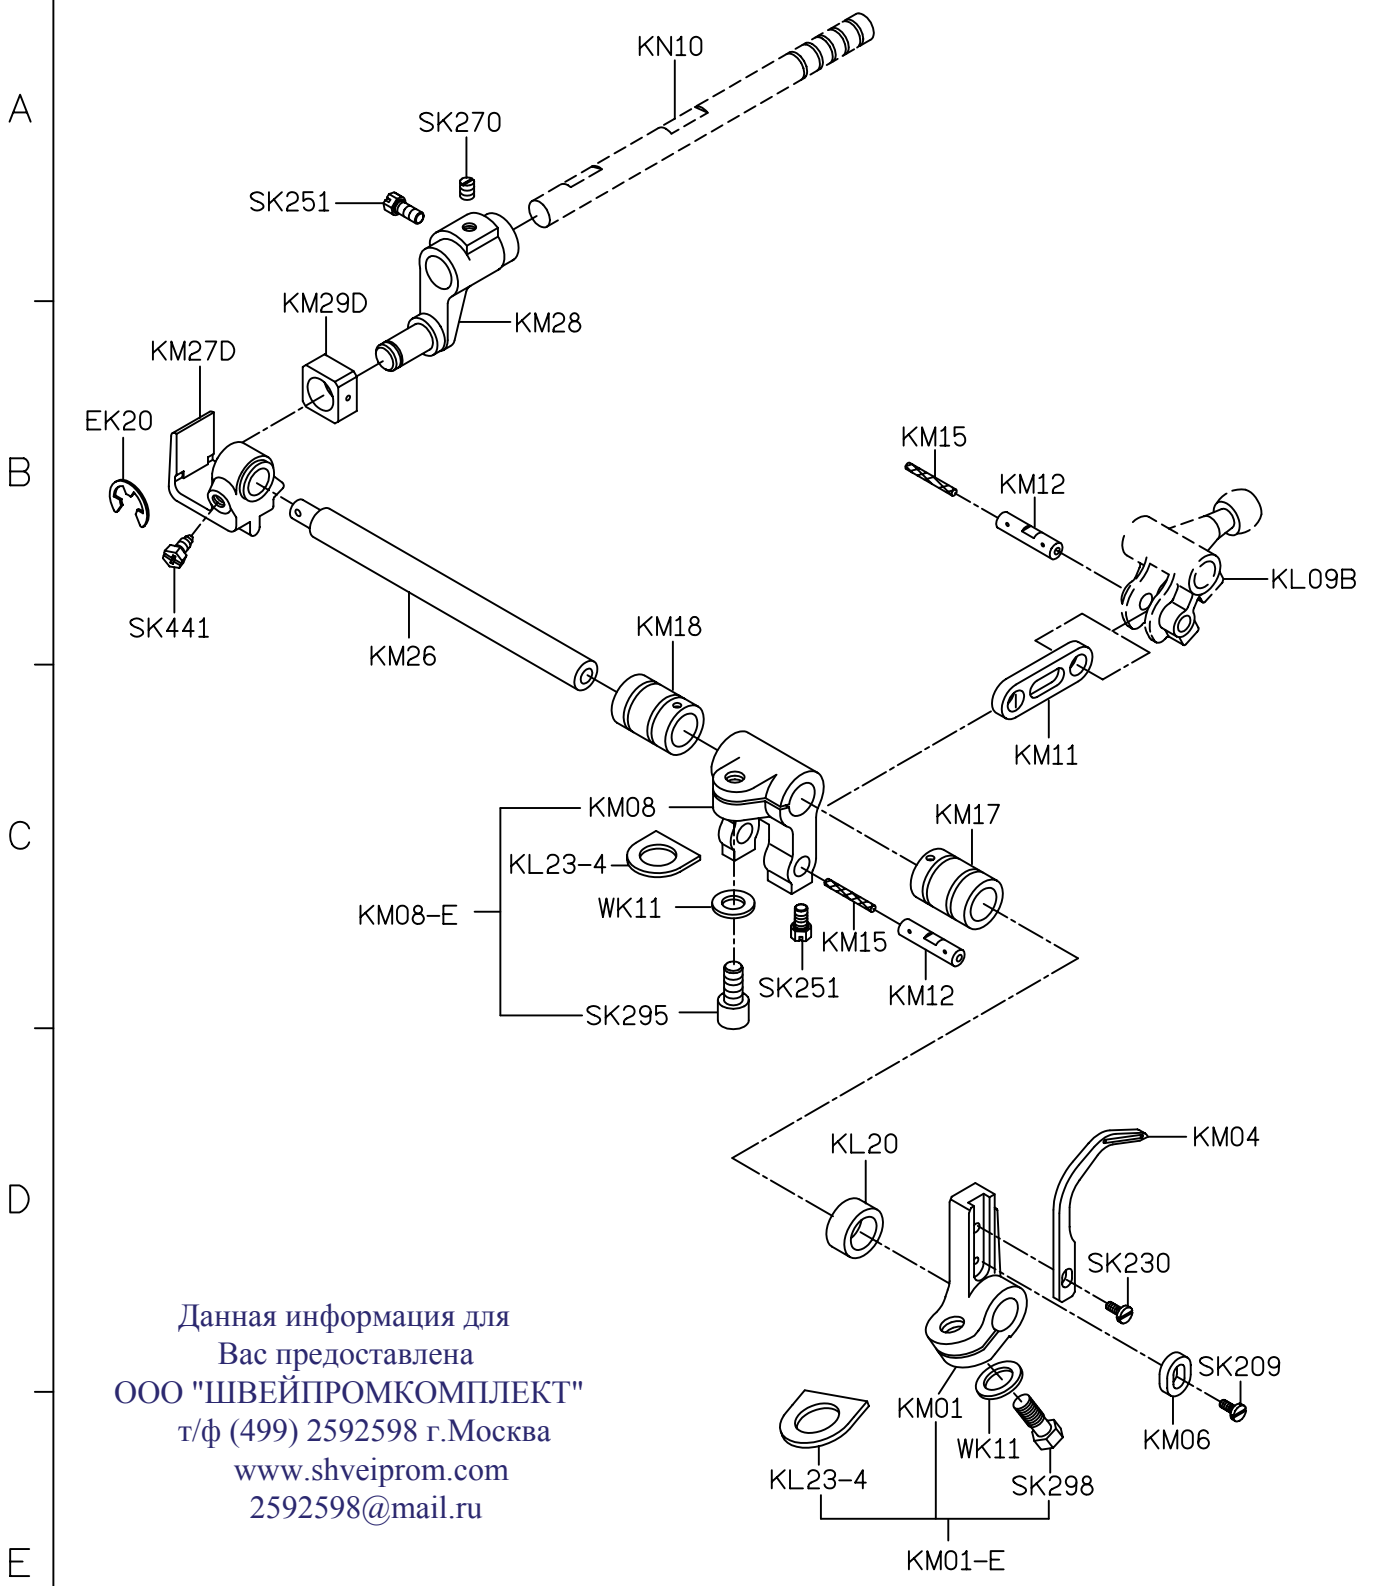 A
KN10
SK270
SK251
KM29D
KM28
KM27D
EK20
B
KM15
KM12
KL09B
SK441
KM26
KM18
KM11
KM08
KM17
C
KL23-4
WK11
KM08-E
KM15
SK251
KM12
SK295
KL20
KM04
D
SK230
SK209
KM01
WK11
KM06
KL23-4
SK298
KM01-E
E
Данная информация для
Вас предоставлена
ООО "ШВЕЙПРОМКОМПЛЕКТ"
т/ф (499) 2592598 г.Москва
www.shveiprom.com
2592598@mail.ru